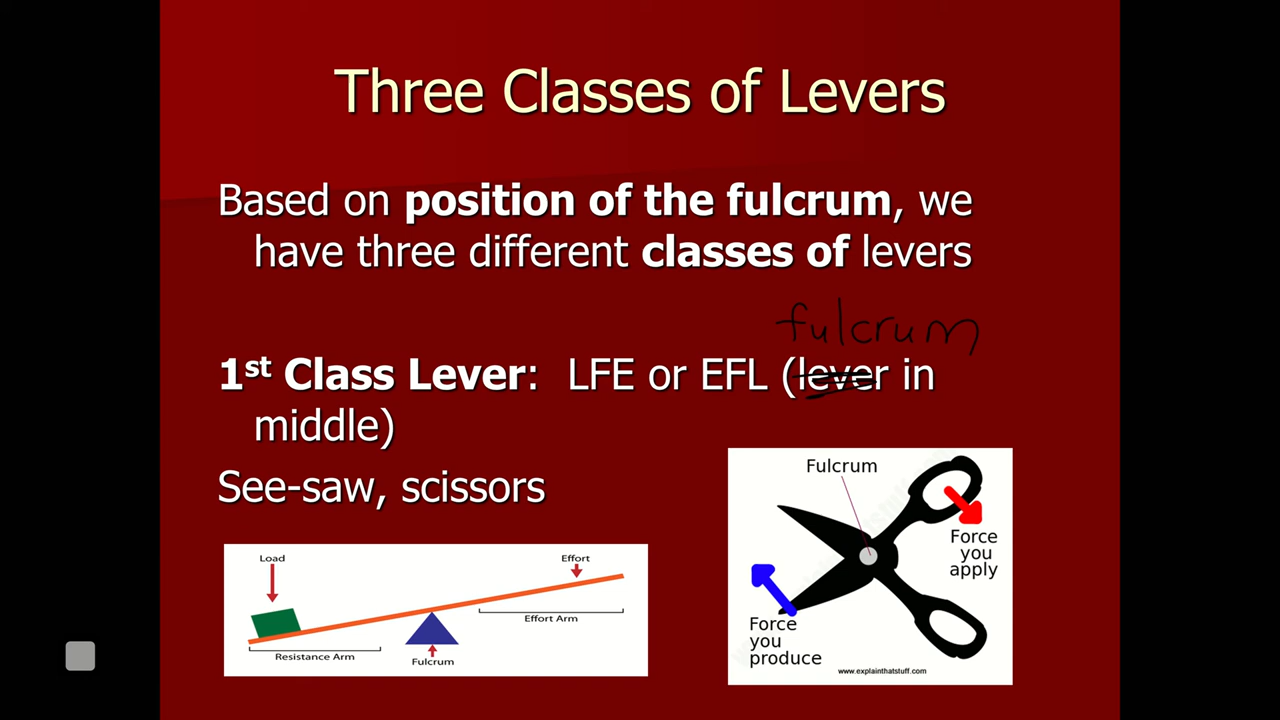 Three Classes of Levers
Based on position of the fulcrum, we
have three different classes of levers
fulcrum
1st Class Lever: LFE or EFL (lever in
middle)
See-saw, scissors
Load
Effort
Effort Arm
Resistance Arm
Fulcrum
Fulcrum
Force
you
apply
Force
you
produce
www.explainthatstuff.com